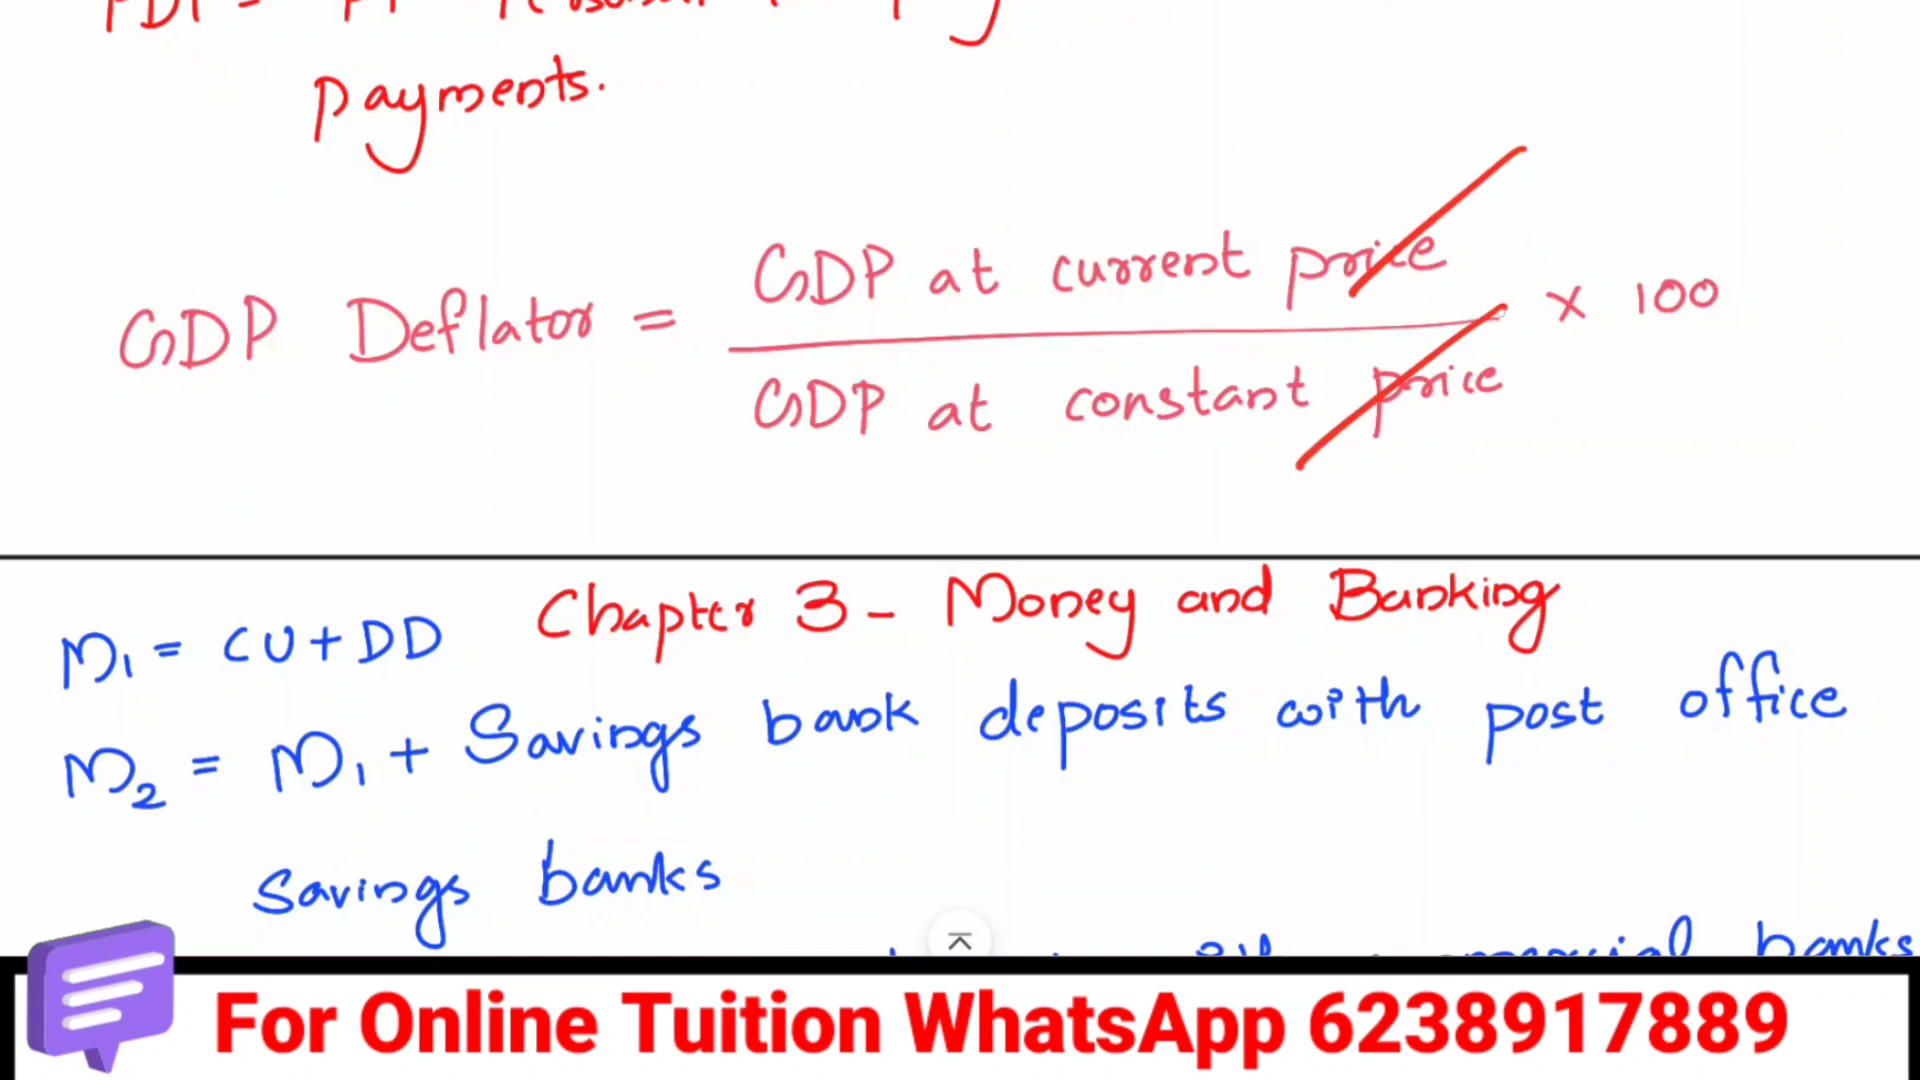 payments.
GDP Deflator = GDP at current price / GDP at constant price × 100
Chapter 3 - Money and Banking
M₁ = CU + DD
M₂ = M₁ + Savings bank deposits with post office
savings banks
banks
For Online Tuition WhatsApp 6238917889